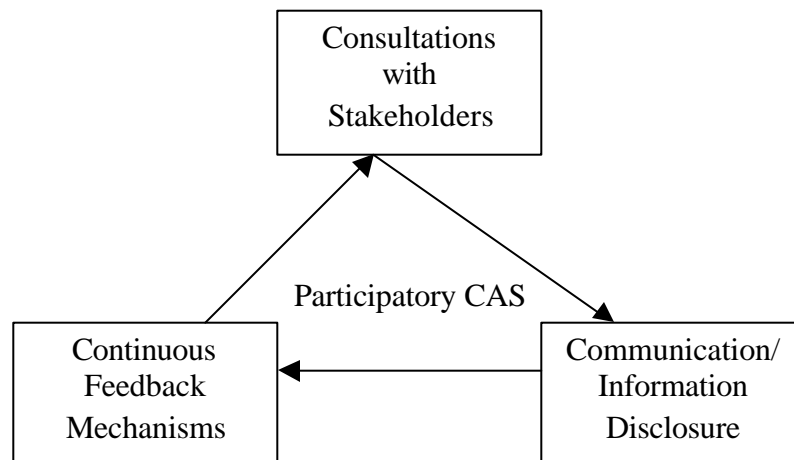 Consultations
with
Stakeholders
Participatory CAS
Continuous
Feedback
Mechanisms
Communication/
Information
Disclosure